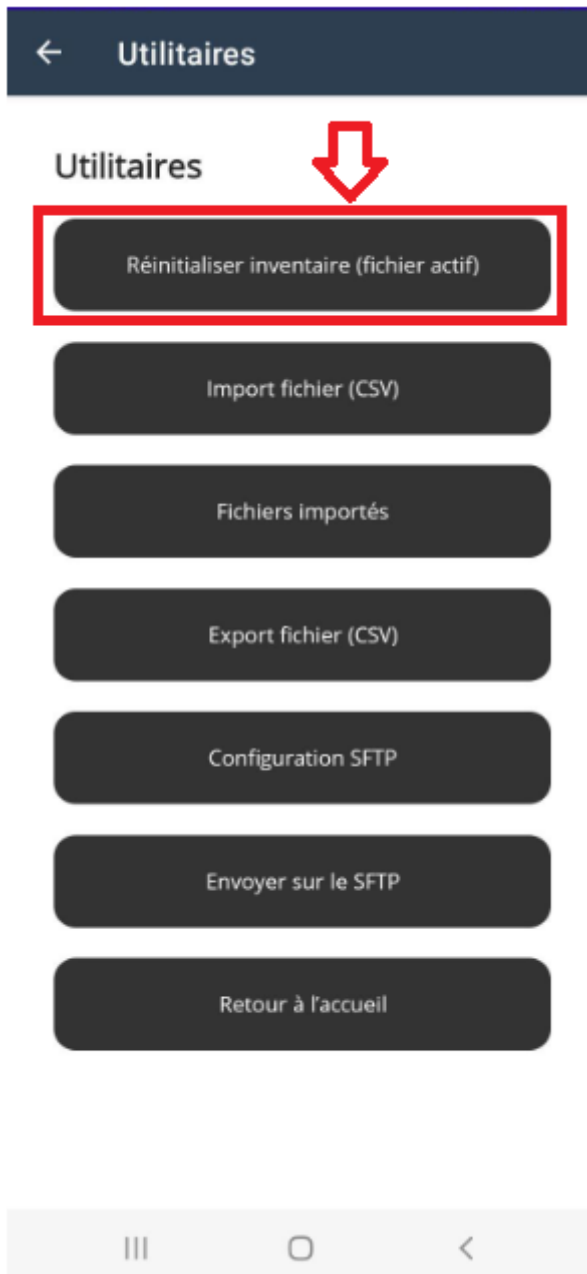 Utilitaires
Utilitaires
Réinitialiser inventaire (fichier actif)
Import fichier (CSV)
Fichiers importés
Export fichier (CSV)
Configuration SFTP
Envoyer sur le SFTP
Retour à l'accueil